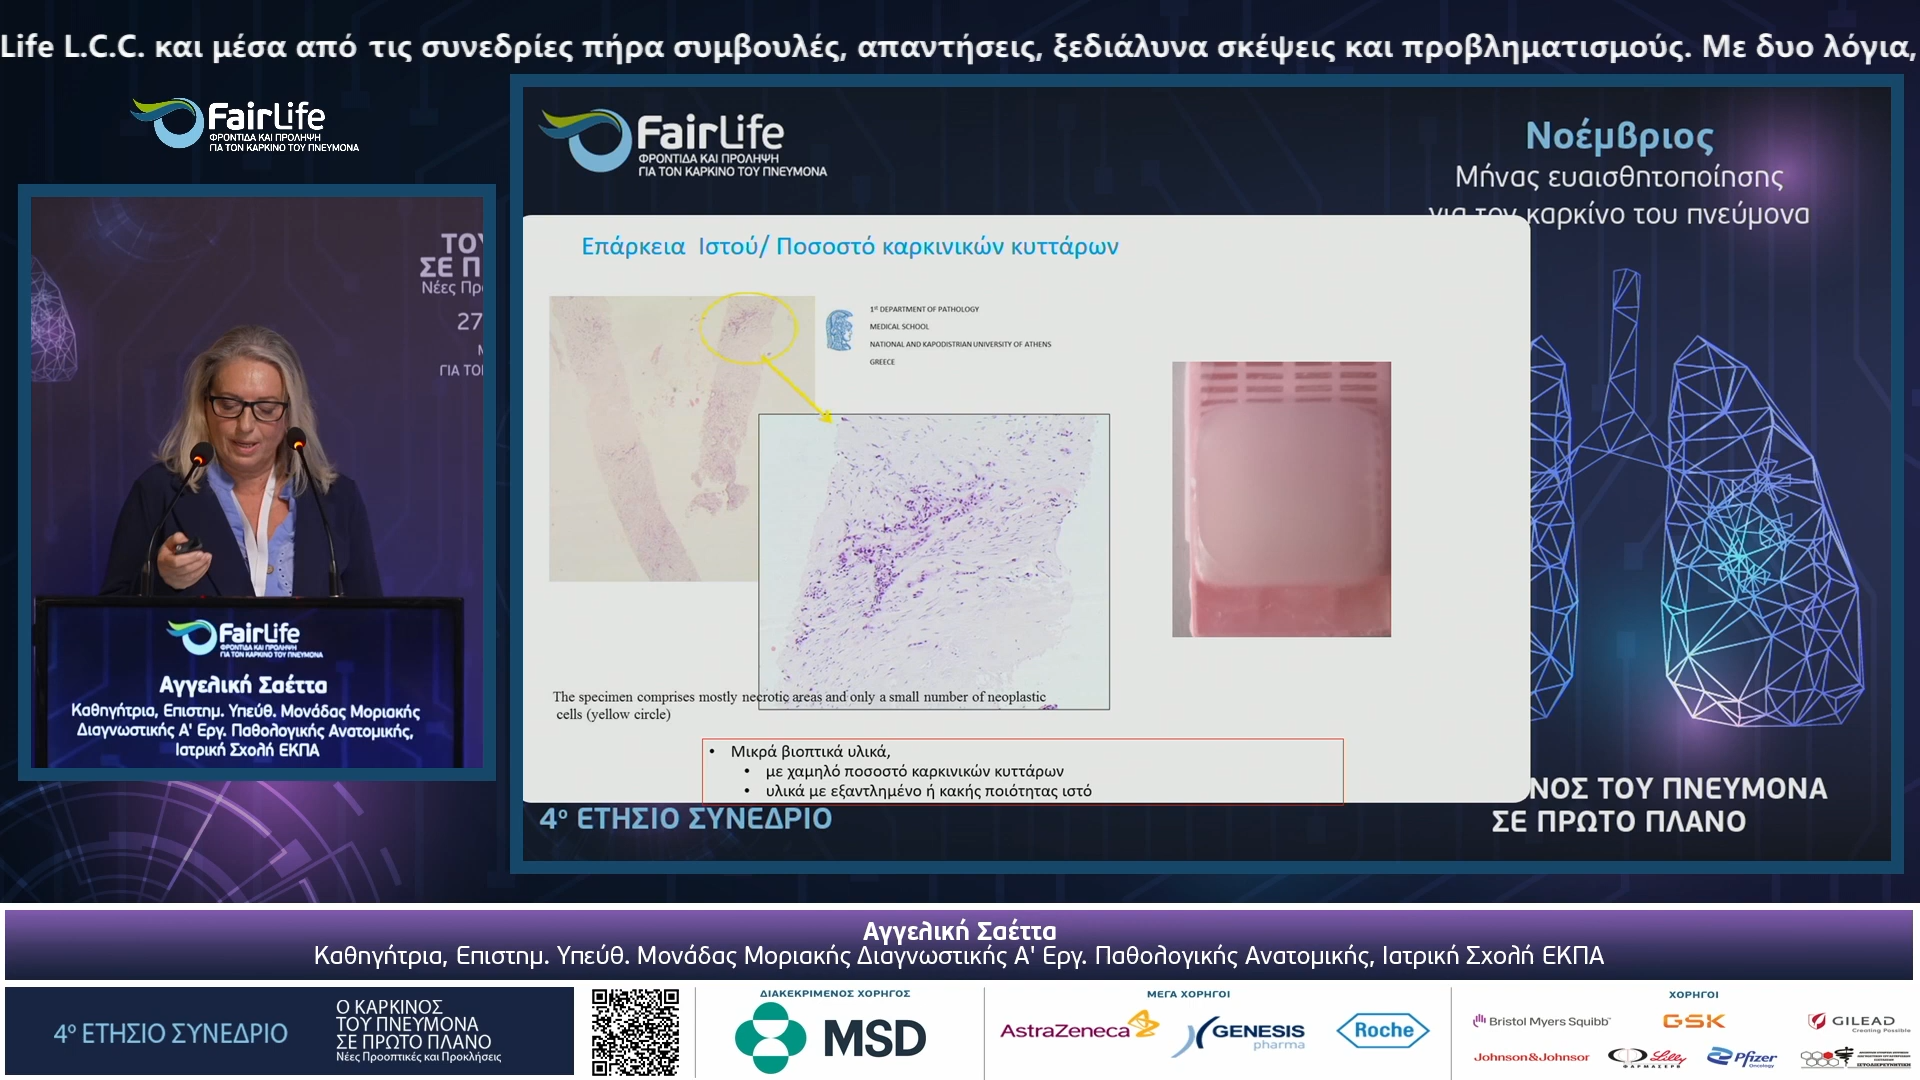 Life L.C.C. και μέσα από τις συνεδρίες πήρα συμβουλές, απαντήσεις, ξεδιάλυνα σκέψεις και προβληματισμούς. Με δυο λόγια,
FairLife
ΦΡΟΝΤΙΔΑ ΚΑΙ ΠΡΟΛΗΨΗ
ΓΙΑ ΤΟΝ ΚΑΡΚΙΝΟ ΤΟΥ ΠΝΕΥΜΟΝΑ
ΣΕ Π
Νέες Πρ
27
ΓΙΑ ΤΟ
FairLife
ΦΡΟΝΤΙΔΑ ΚΑΙ ΠΡΟΛΗΨΗ
ΓΙΑ ΤΟΝ ΚΑΡΚΙΝΟ ΤΟΥ ΠΝΕΥΜΟΝΑ
Αγγελική Σαέττα
Καθηγήτρια, Επιστημ. Υπεύθ. Μονάδας Μοριακής
Διαγνωστικής Α' Εργ. Παθολογικής Ανατομικής,
Ιατρική Σχολή ΕΚΠΑ
FairLife
ΦΡΟΝΤΙΔΑ ΚΑΙ ΠΡΟΛΗΨΗ
ΓΙΑ ΤΟΝ ΚΑΡΚΙΝΟ ΤΟΥ ΠΝΕΥΜΟΝΑ
Νοέμβριος
Μήνας ευαισθητοποίησης
για τον καρκίνο του πνεύμονα
Επάρκεια Ιστού/ Ποσοστό καρκινικών κυττάρων
1st DEPARTMENT OF PATHOLOGY
MEDICAL SCHOOL
NATIONAL AND KAPODISTRIAN UNIVERSITY OF ATHENS
GREECE
The specimen comprises mostly necrotic areas and only a small number of neoplastic
cells (yellow circle)
• Μικρά βιοπτικά υλικά,
• με χαμηλό ποσοστό καρκινικών κυττάρων
• υλικά με εξαντλημένο ή κακής ποιότητας ιστό
4ο ΕΤΗΣΙΟ ΣΥΝΕΔΡΙΟ
ΝΟΣ ΤΟΥ ΠΝΕΥΜΟΝΑ
ΣΕ ΠΡΩΤΟ ΠΛΑΝΟ
Αγγελική Σαέττα
Καθηγήτρια, Επιστημ. Υπεύθ. Μονάδας Μοριακής Διαγνωστικής Α' Εργ. Παθολογικής Ανατομικής, Ιατρική Σχολή ΕΚΠΑ
4ο ΕΤΗΣΙΟ ΣΥΝΕΔΡΙΟ
Ο ΚΑΡΚΙΝΟΣ
ΤΟΥ ΠΝΕΥΜΟΝΑ
ΣΕ ΠΡΩΤΟ ΠΛΑΝΟ
Νέες Προοπτικές και Προκλήσεις
ΔΙΑΚΕΚΡΙΜΕΝΟΣ ΧΟΡΗΓΟΣ
MSD
ΜΕΓΑ ΧΟΡΗΓΟΙ
AstraZeneca
GENESIS
pharma
Roche
ΧΟΡΗΓΟΙ
Bristol Myers Squibb
GSK
GILEAD
Creating Possible
Johnson&Johnson
Lilly
ΦΑΡΜΑΣΕΡΒ
Pfizer
Oncology